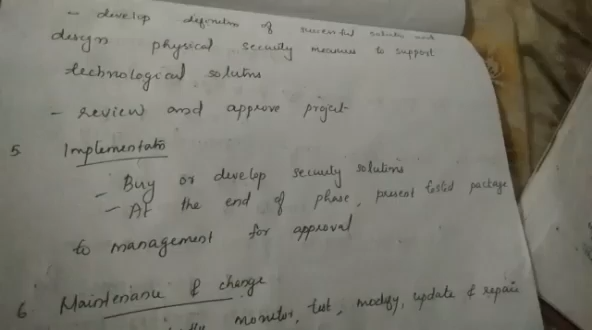 - develop definition of successful solution and
design physical security measures to support
technological solutins
- review and approve project
5. Implementatio
- Buy or develop security solutions
- At the end of phase, present tested package
to management for approval
6. Maintenance & change
monitor, test, modify, update & repair